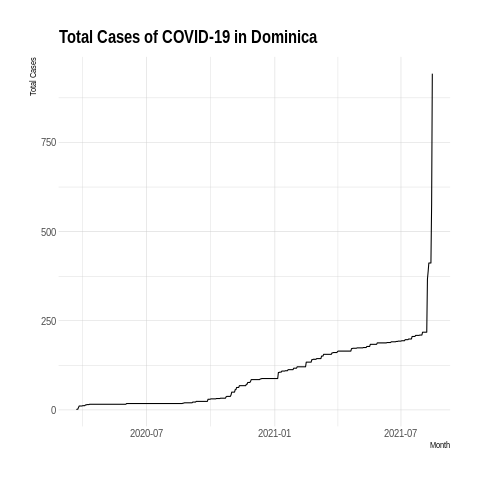 Total Cases of COVID-19 in Dominica
Total Cases
750
500
250
0
2020-07
2021-01
2021-07
Month